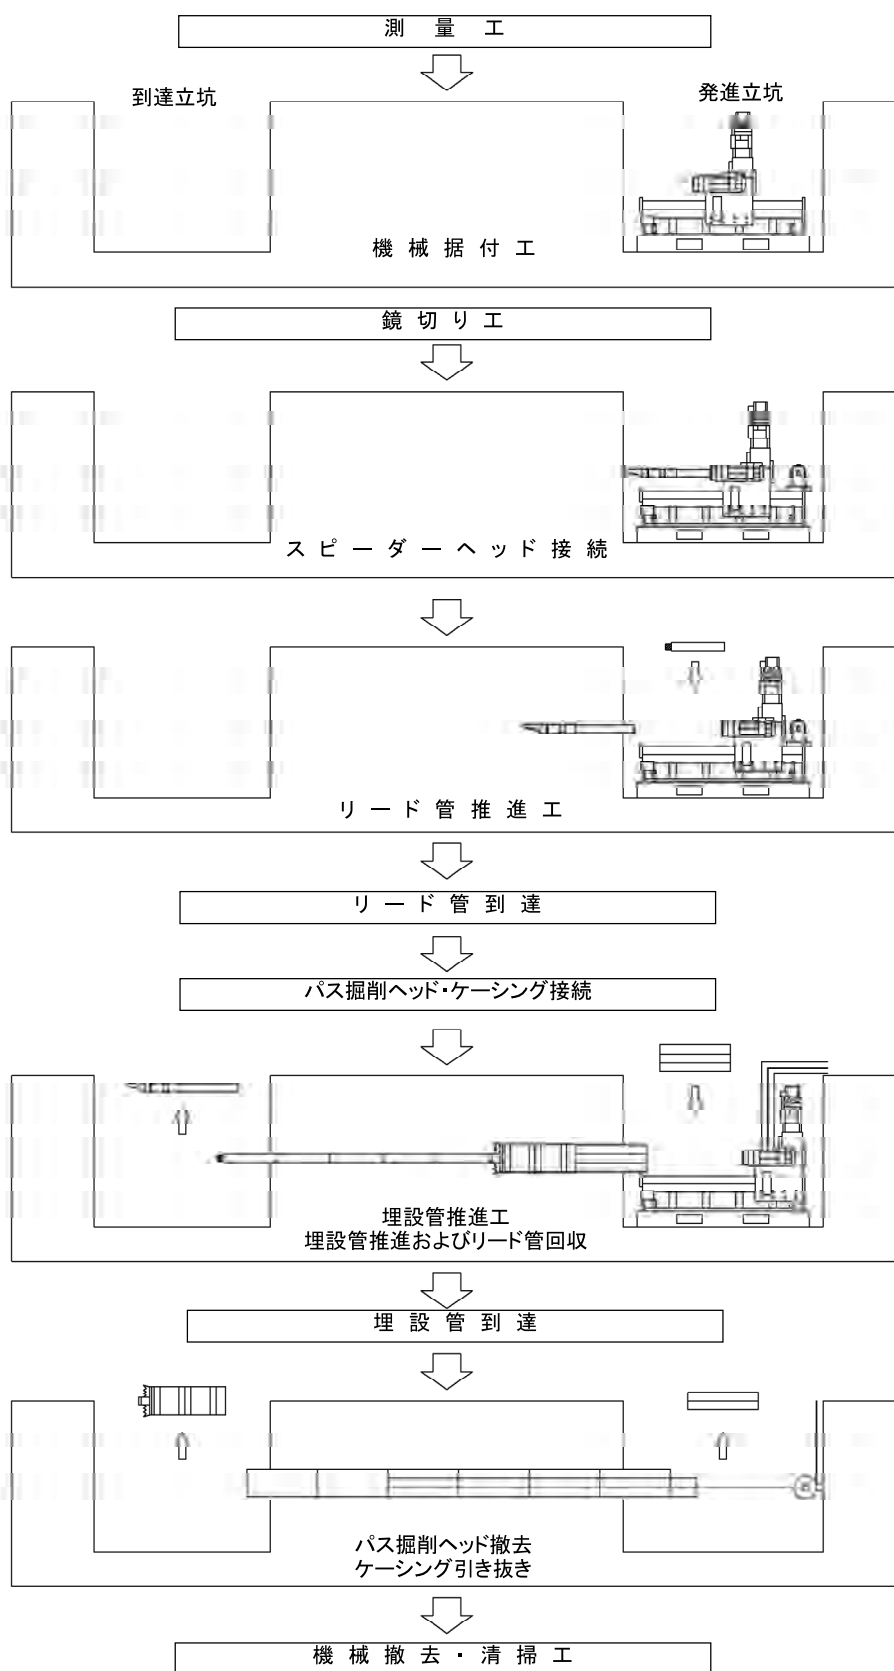 測量工
到達立坑
発進立坑
機械据付工
鏡切り工
スピーダーヘッド接続
リード管推進工
リード管到達
パス掘削ヘッド・ケーシング接続
埋設管推進工
埋設管推進およびリード管回収
埋設管到達
パス掘削ヘッド撤去
ケーシング引き抜き
機械撤去・清掃工